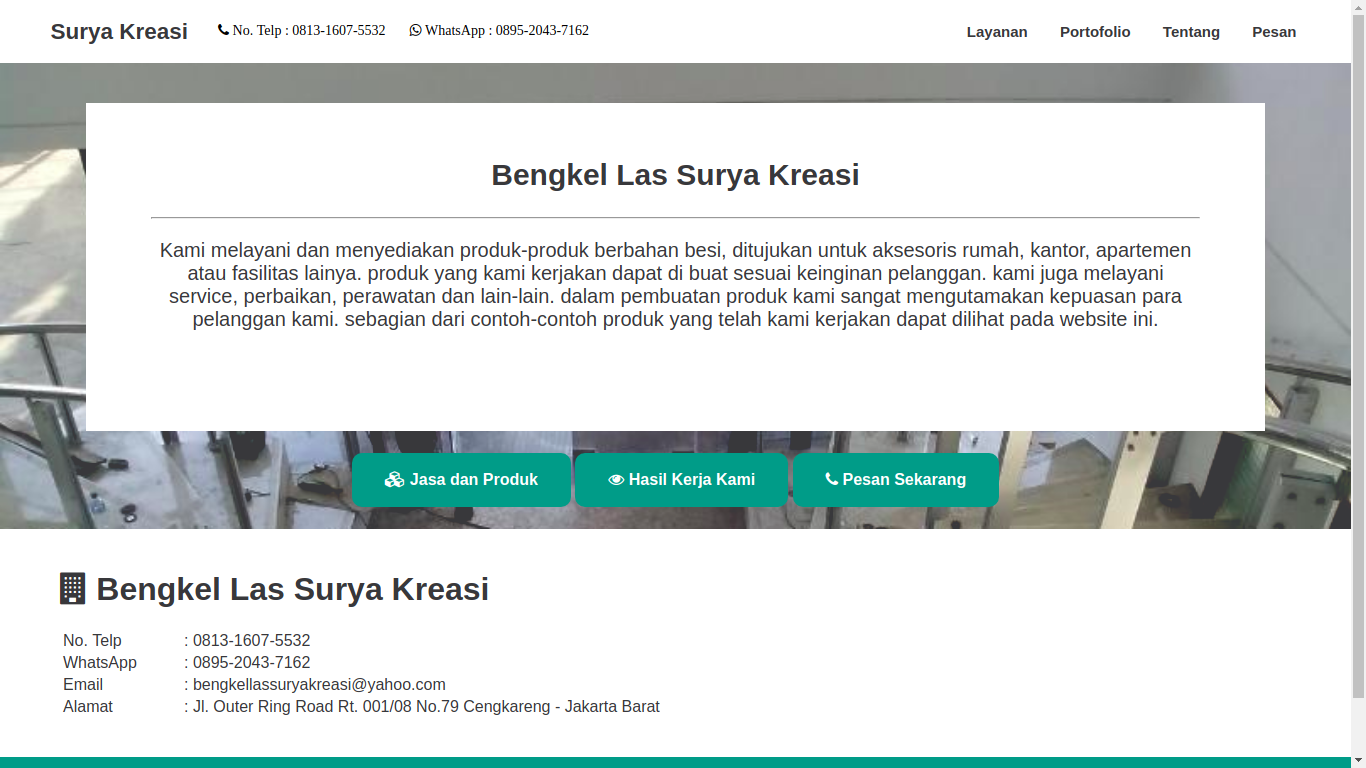 Surya Kreasi
No. Telp : 0813-1607-5532
WhatsApp : 0895-2043-7162
Layanan
Portofolio
Tentang
Pesan
Bengkel Las Surya Kreasi
Kami melayani dan menyediakan produk-produk berbahan besi, ditujukan untuk aksesoris rumah, kantor, apartemen
atau fasilitas lainya. produk yang kami kerjakan dapat di buat sesuai keinginan pelanggan. kami juga melayani
service, perbaikan, perawatan dan lain-lain. dalam pembuatan produk kami sangat mengutamakan kepuasan para
pelanggan kami. sebagian dari contoh-contoh produk yang telah kami kerjakan dapat dilihat pada website ini.
Jasa dan Produk
Hasil Kerja Kami
Pesan Sekarang
Bengkel Las Surya Kreasi
No. Telp : 0813-1607-5532
WhatsApp : 0895-2043-7162
Email : bengkellassuryakreasi@yahoo.com
Alamat : Jl. Outer Ring Road Rt. 001/08 No.79 Cengkareng - Jakarta Barat